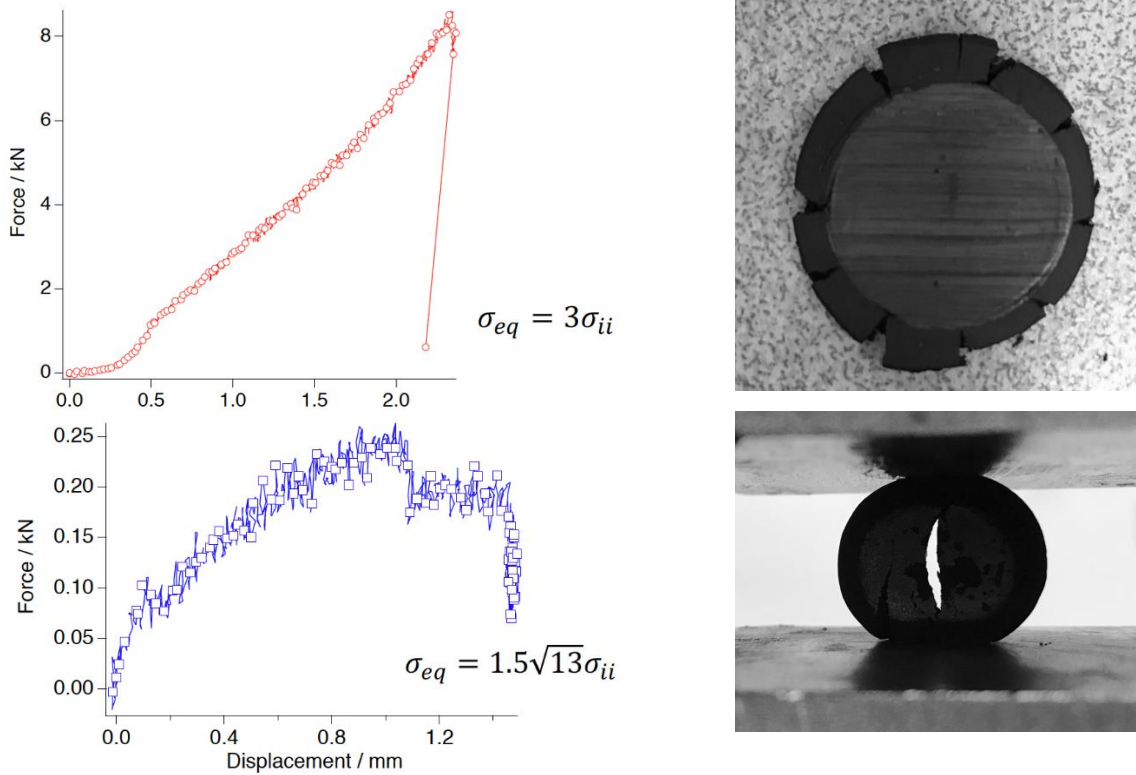 8
6
4
2
0
Force / kN
0.0 0.5 1.0 1.5 2.0
σ_eq = 3σ_ii
0.25
0.20
0.15
0.10
0.05
0.00
Force / kN
0.0 0.4 0.8 1.2
Displacement / mm
σ_eq = 1.5√13σ_ii